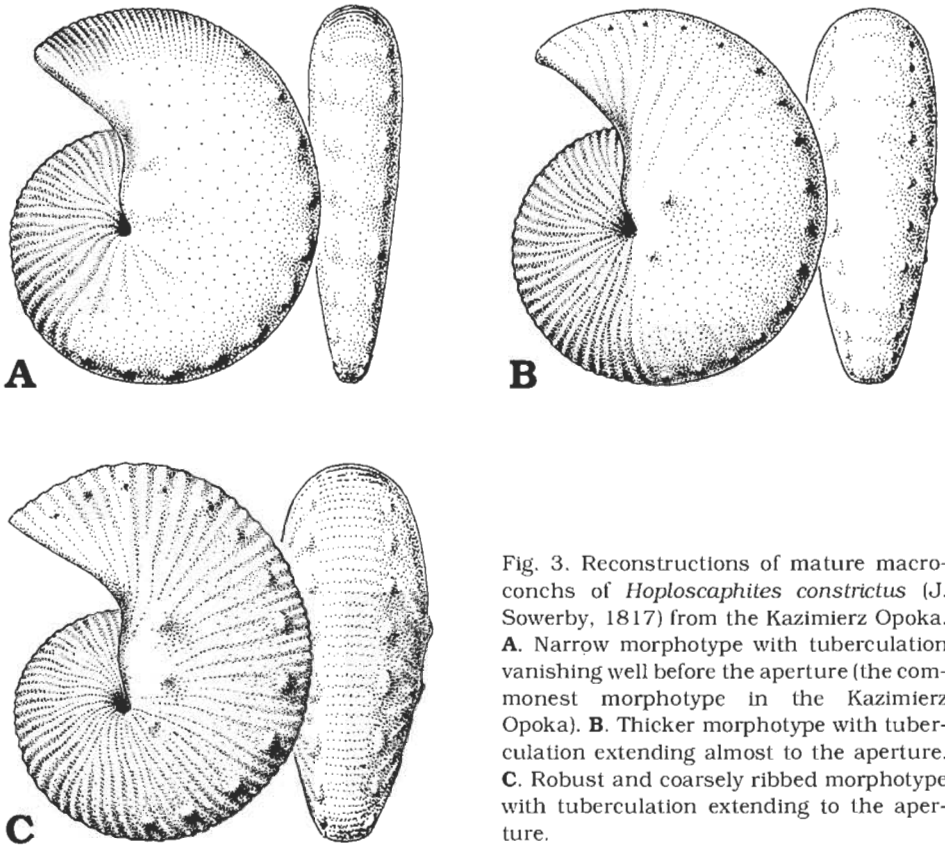 A
B
C
Fig. 3. Reconstructions of mature macro-
conchs of Hoploscaphites constrictus (J.
Sowerby, 1817) from the Kazimierz Opoka.
A. Narrow morphotype with tuberculation
vanishing well before the aperture (the com-
monest morphotype in the Kazimierz
Opoka). B. Thicker morphotype with tuber-
culation extending almost to the aperture.
C. Robust and coarsely ribbed morphotype
with tuberculation extending to the aper-
ture.